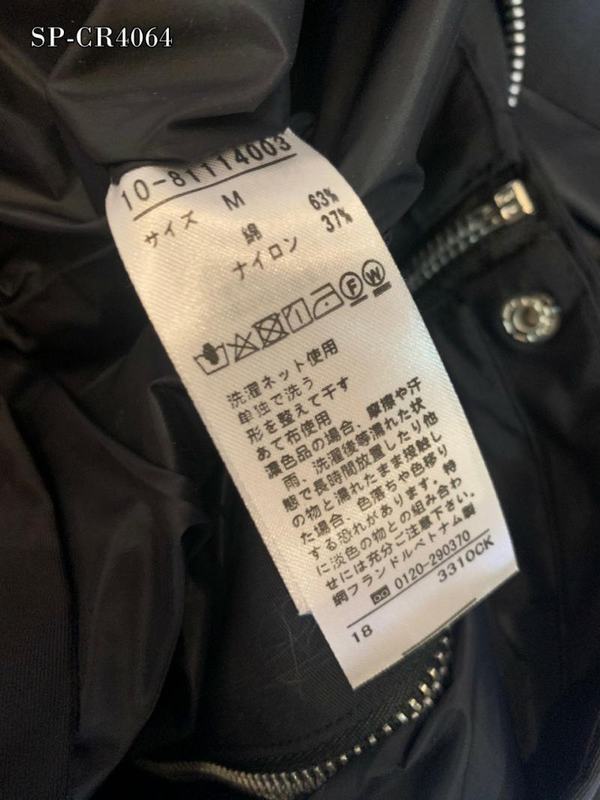 SP-CR4064
10-81114003
サイズ M
綿 63%
ナイロン 37%
F W
洗濯ネット使用
単独で洗う
形を整えて干す
あて布使用
濃色品の場合、摩擦や汗
雨、洗濯後等濡れた状
態で長時間放置したり他
の物と濡れたまま接触し
た場合、色落ちや色移り
する恐れがあります。特
に淡色の物との組み合わ
せには充分ご注意下さい。
㈱フランドルベトナム製
0120-290370
18 3310CK